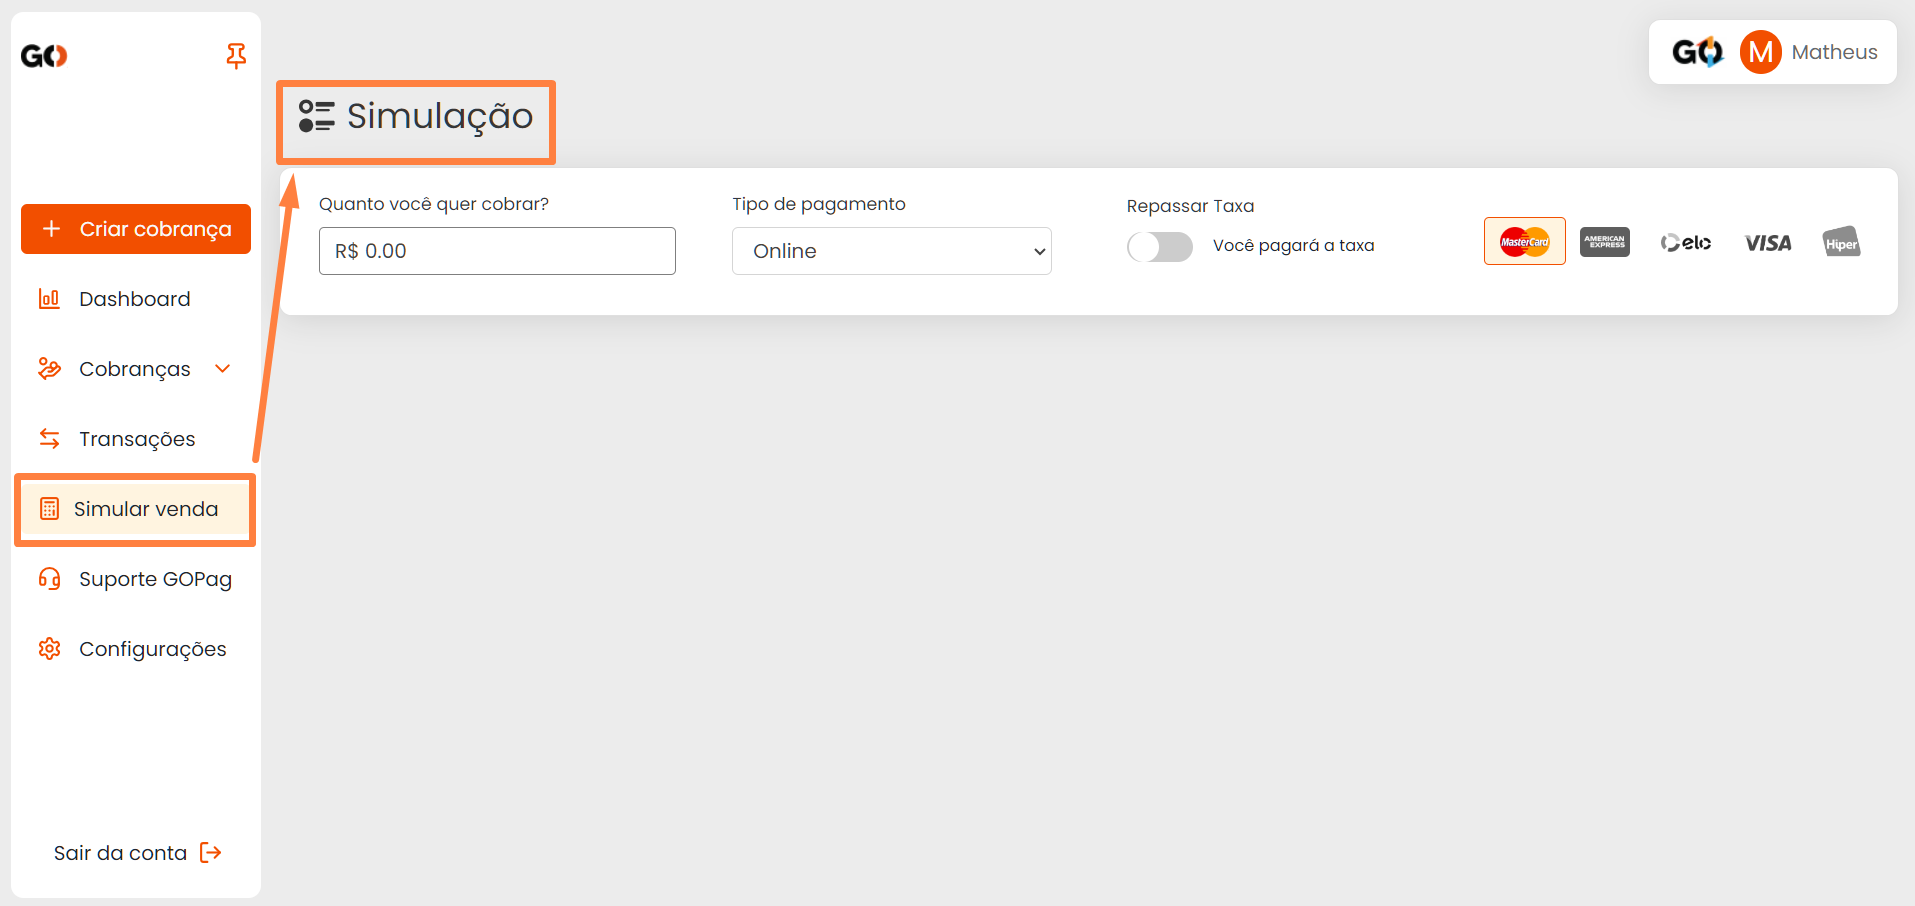 GO
GO M Matheus
Simulação
Criar cobrança
Dashboard
Cobranças
Transações
Simular venda
Suporte GOPag
Configurações
Sair da conta
Quanto você quer cobrar?
R$ 0.00
Tipo de pagamento
Online
Repassar Taxa
Você pagará a taxa
MasterCard
AMERICAN
EXPRESS
elo
VISA
Hiper